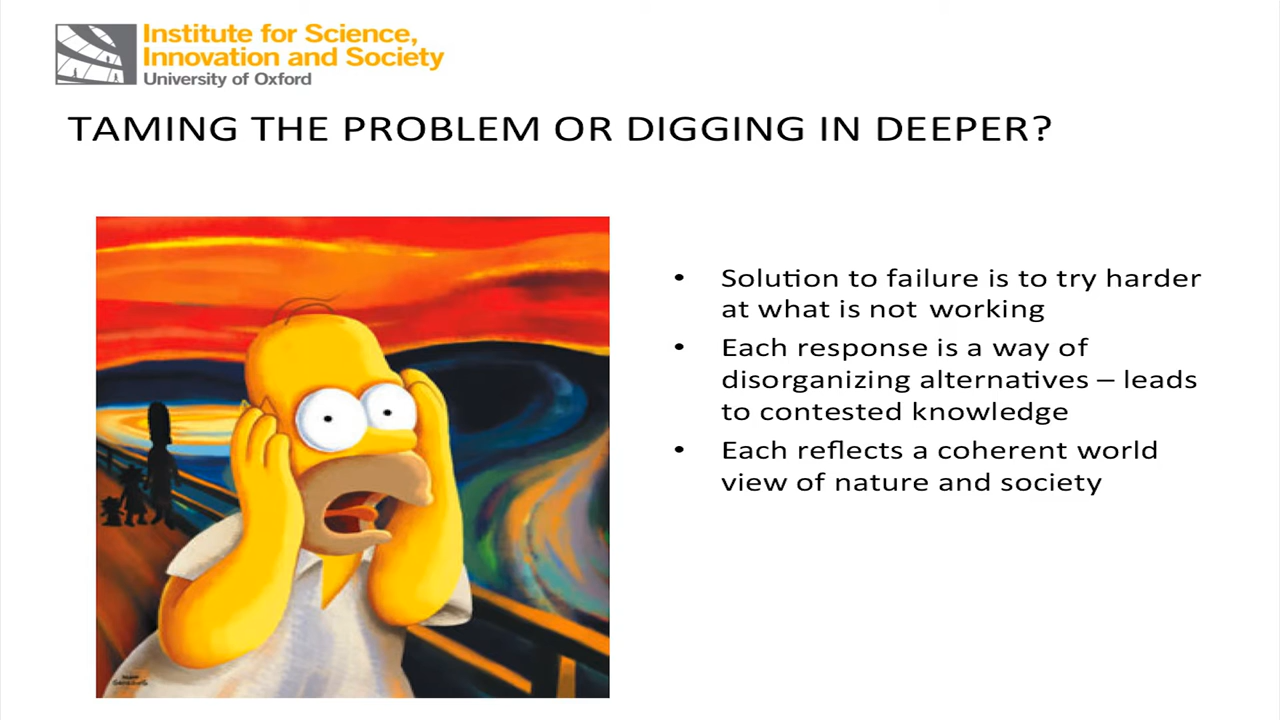 Institute for Science,
Innovation and Society
University of Oxford
TAMING THE PROBLEM OR DIGGING IN DEEPER?
• Solution to failure is to try harder
at what is not working
• Each response is a way of
disorganizing alternatives – leads
to contested knowledge
• Each reflects a coherent world
view of nature and society
MATT
GROENING